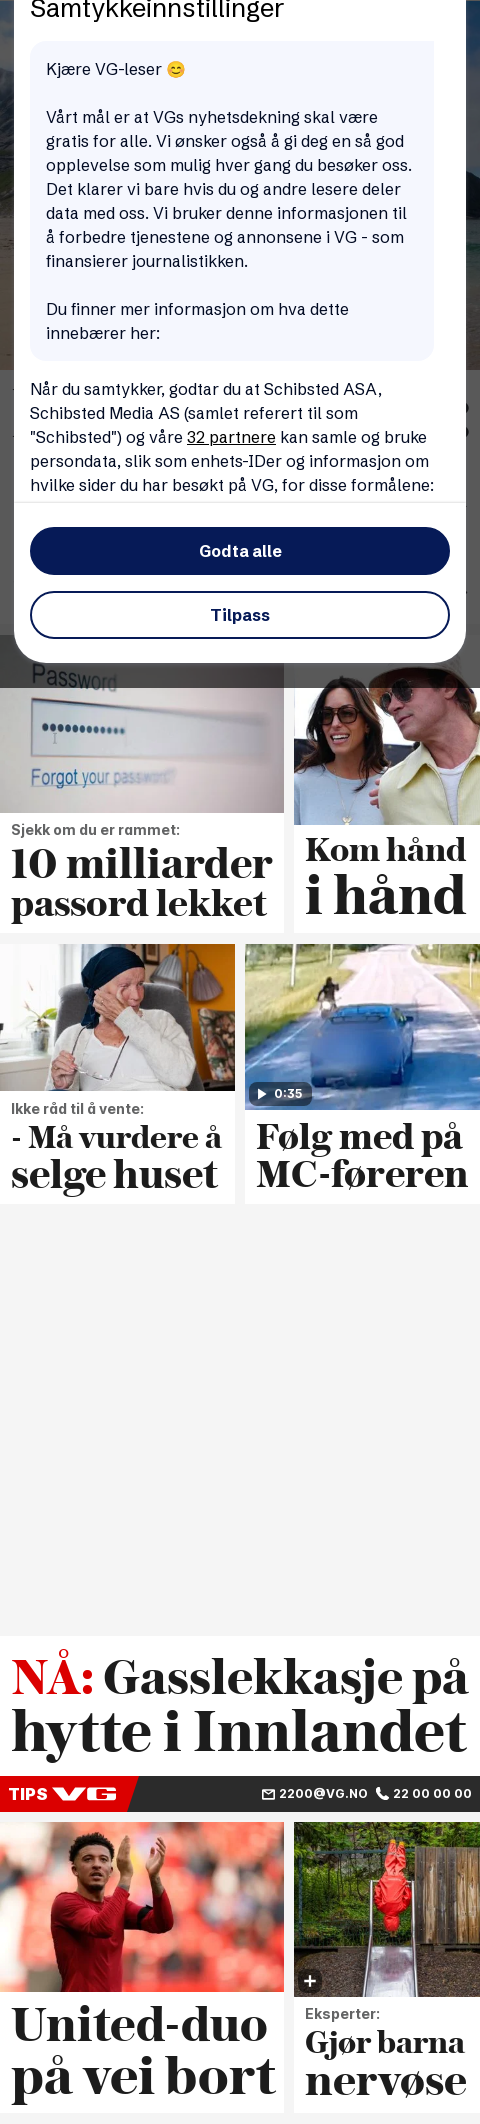 Samtykkeinnstillinger
Kjære VG-leser 😊
Vårt mål er at VGs nyhetsdekning skal være
gratis for alle. Vi ønsker også å gi deg en så god
opplevelse som mulig hver gang du besøker oss.
Det klarer vi bare hvis du og andre lesere deler
data med oss. Vi bruker denne informasjonen til
å forbedre tjenestene og annonsene i VG - som
finansierer journalistikken.
Du finner mer informasjon om hva dette
innebærer her:
Når du samtykker, godtar du at Schibsted ASA,
Schibsted Media AS (samlet referert til som
"Schibsted") og våre 32 partnere kan samle og bruke
persondata, slik som enhets-IDer og informasjon om
hvilke sider du har besøkt på VG, for disse formålene:
Godta alle
Tilpass
Password
Forgot your password?
Sjekk om du er rammet:
10 milliarder
passord lekket
Kom hånd
i hånd
Ikke råd til å vente:
- Må vurdere å
selge huset
0:35
Følg med på
MC-føreren
NÅ: Gasslekkasje på
hytte i Innlandet
TIPS VG
2200@VG.NO 22 00 00 00
United-duo
på vei bort
Eksperter:
Gjør barna
nervøse